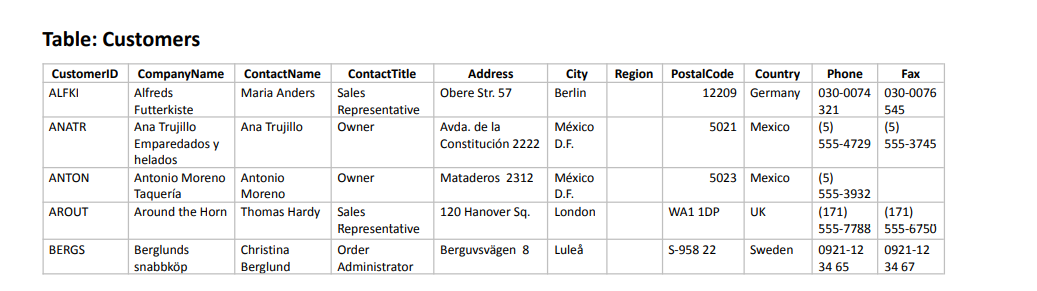 Table: Customers
CustomerID CompanyName ContactName ContactTitle Address City Region PostalCode Country Phone Fax
ALFKI Alfreds Maria Anders Sales Obere Str. 57 Berlin 12209 Germany 030-0074 030-0076
Futterkiste Representative 321 545
ANATR Ana Trujillo Ana Trujillo Owner Avda. de la México 5021 Mexico (5) (5)
Emparedados y Constitución 2222 D.F. 555-4729 555-3745
helados
ANTON Antonio Moreno Antonio Owner Mataderos 2312 México 5023 Mexico (5)
Taquería Moreno D.F. 555-3932
AROUT Around the Horn Thomas Hardy Sales 120 Hanover Sq. London WA1 1DP UK (171) (171)
Representative 555-7788 555-6750
BERGS Berglunds Christina Order Berguvsvägen 8 Luleå S-958 22 Sweden 0921-12 0921-12
snabbköp Berglund Administrator 34 65 34 67